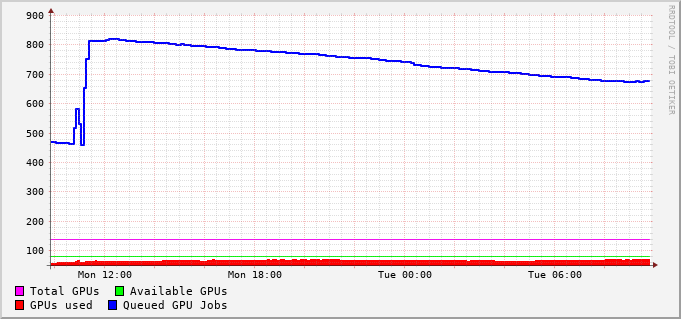 RRDTOOL / TOBI OETIKER
900
800
700
600
500
400
300
200
100
Mon 12:00 Mon 18:00 Tue 00:00 Tue 06:00
Total GPUs Available GPUs
GPUs used Queued GPU Jobs